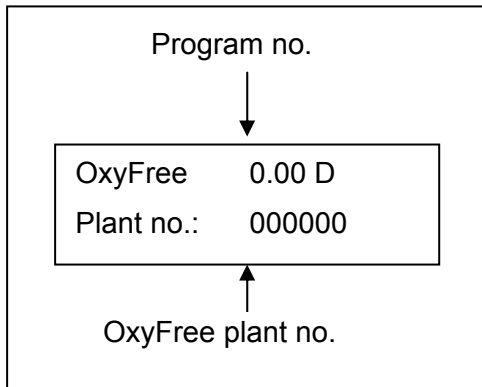 Program no.
OxyFree 0.00 D
Plant no.: 000000
OxyFree plant no.